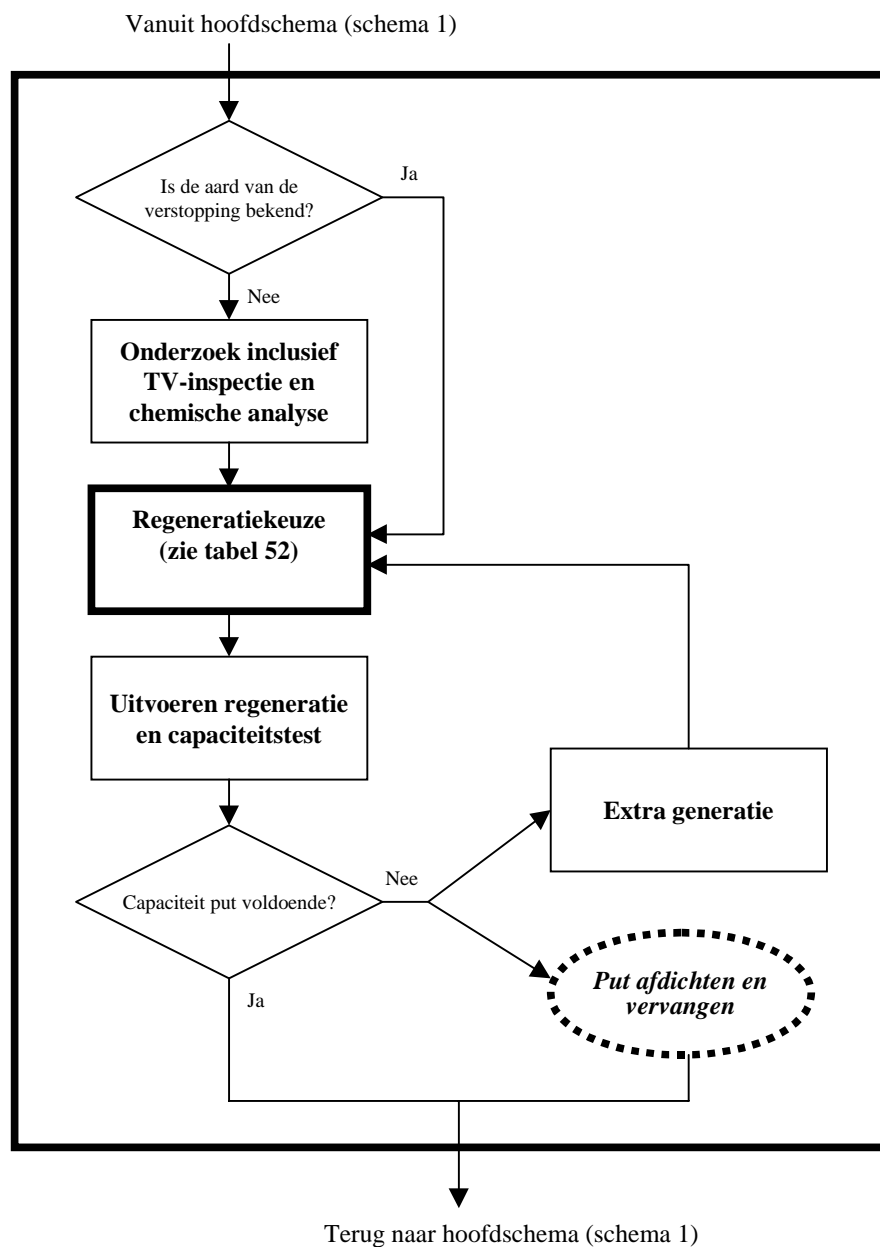 Vanuit hoofdschema (schema 1)
Is de aard van de
verstopping bekend?
Ja
Nee
Onderzoek inclusief
TV-inspectie en
chemische analyse
Regeneratiekeuze
(zie tabel 52)
Uitvoeren regeneratie
en capaciteitstest
Extra generatie
Capaciteit put voldoende?
Nee
Ja
Put afdichten en
vervangen
Terug naar hoofdschema (schema 1)